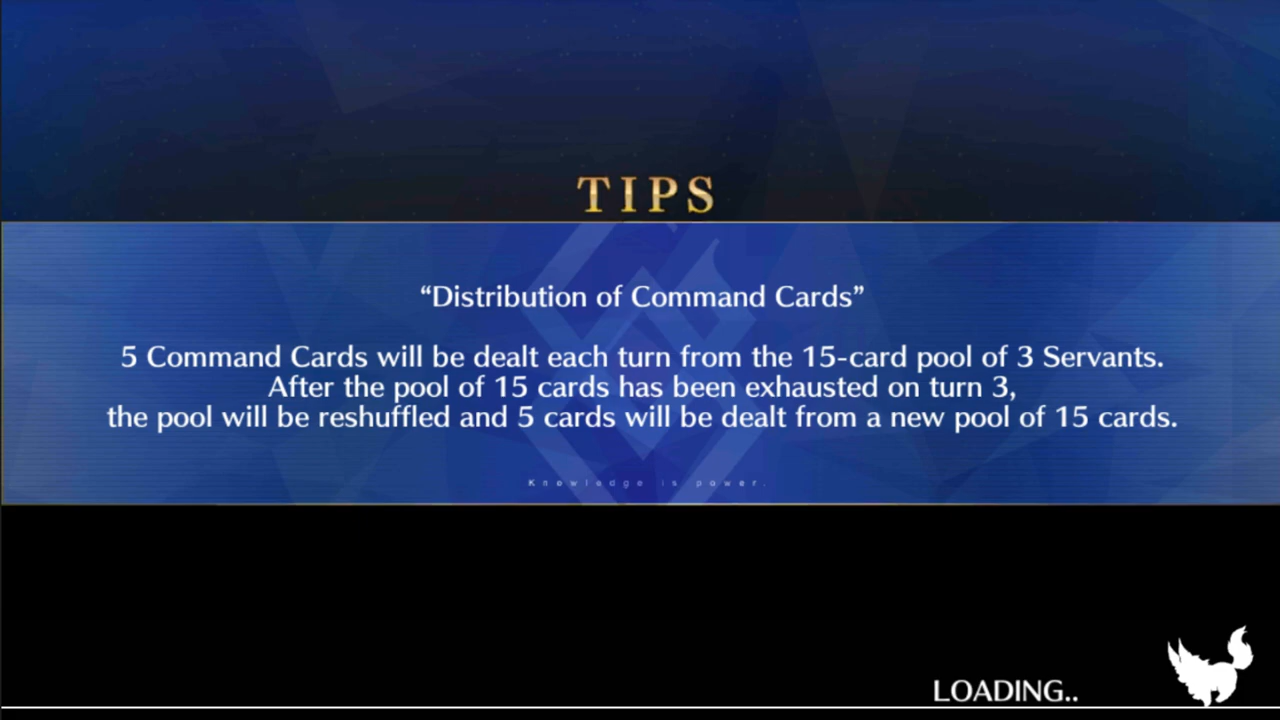 TIPS
“Distribution of Command Cards”
5 Command Cards will be dealt each turn from the 15-card pool of 3 Servants.
After the pool of 15 cards has been exhausted on turn 3,
the pool will be reshuffled and 5 cards will be dealt from a new pool of 15 cards.
Knowledge is power.
LOADING..